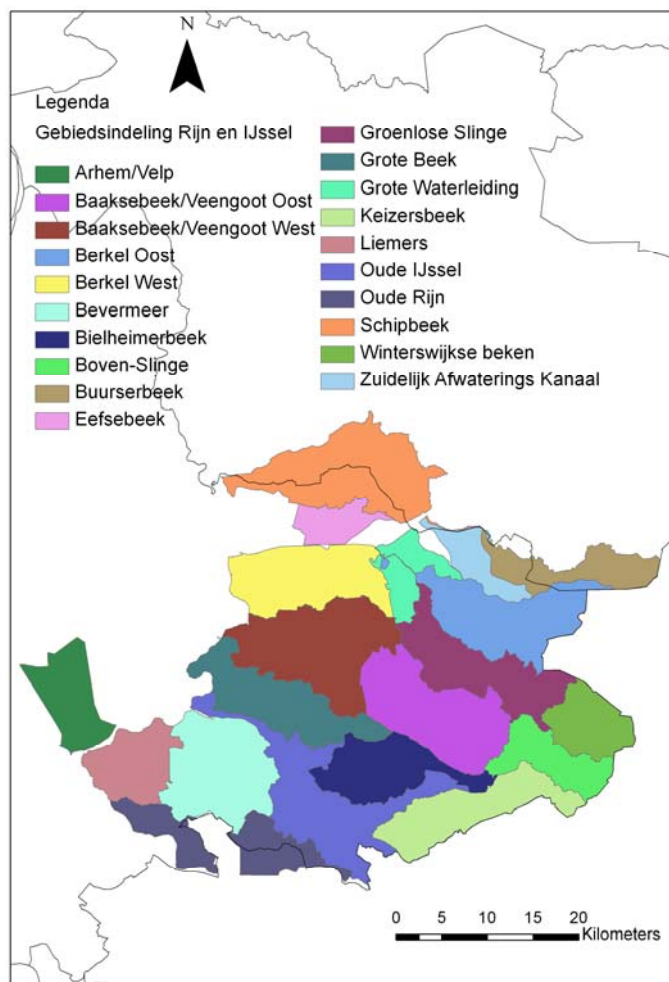 N
Legenda
Gebiedsindeling Rijn en IJssel
Arhem/Velp
Baaksebeek/Veengoot Oost
Baaksebeek/Veengoot West
Berkel Oost
Berkel West
Bevermeer
Bielheimerbeek
Boven-Slinge
Buurserbeek
Eefsebeek
Groenlose Slinge
Grote Beek
Grote Waterleiding
Keizersbeek
Liemers
Oude IJssel
Oude Rijn
Schipbeek
Winterswijkse beken
Zuidelijk Afwaterings Kanaal
0 5 10 15 20
Kilometers